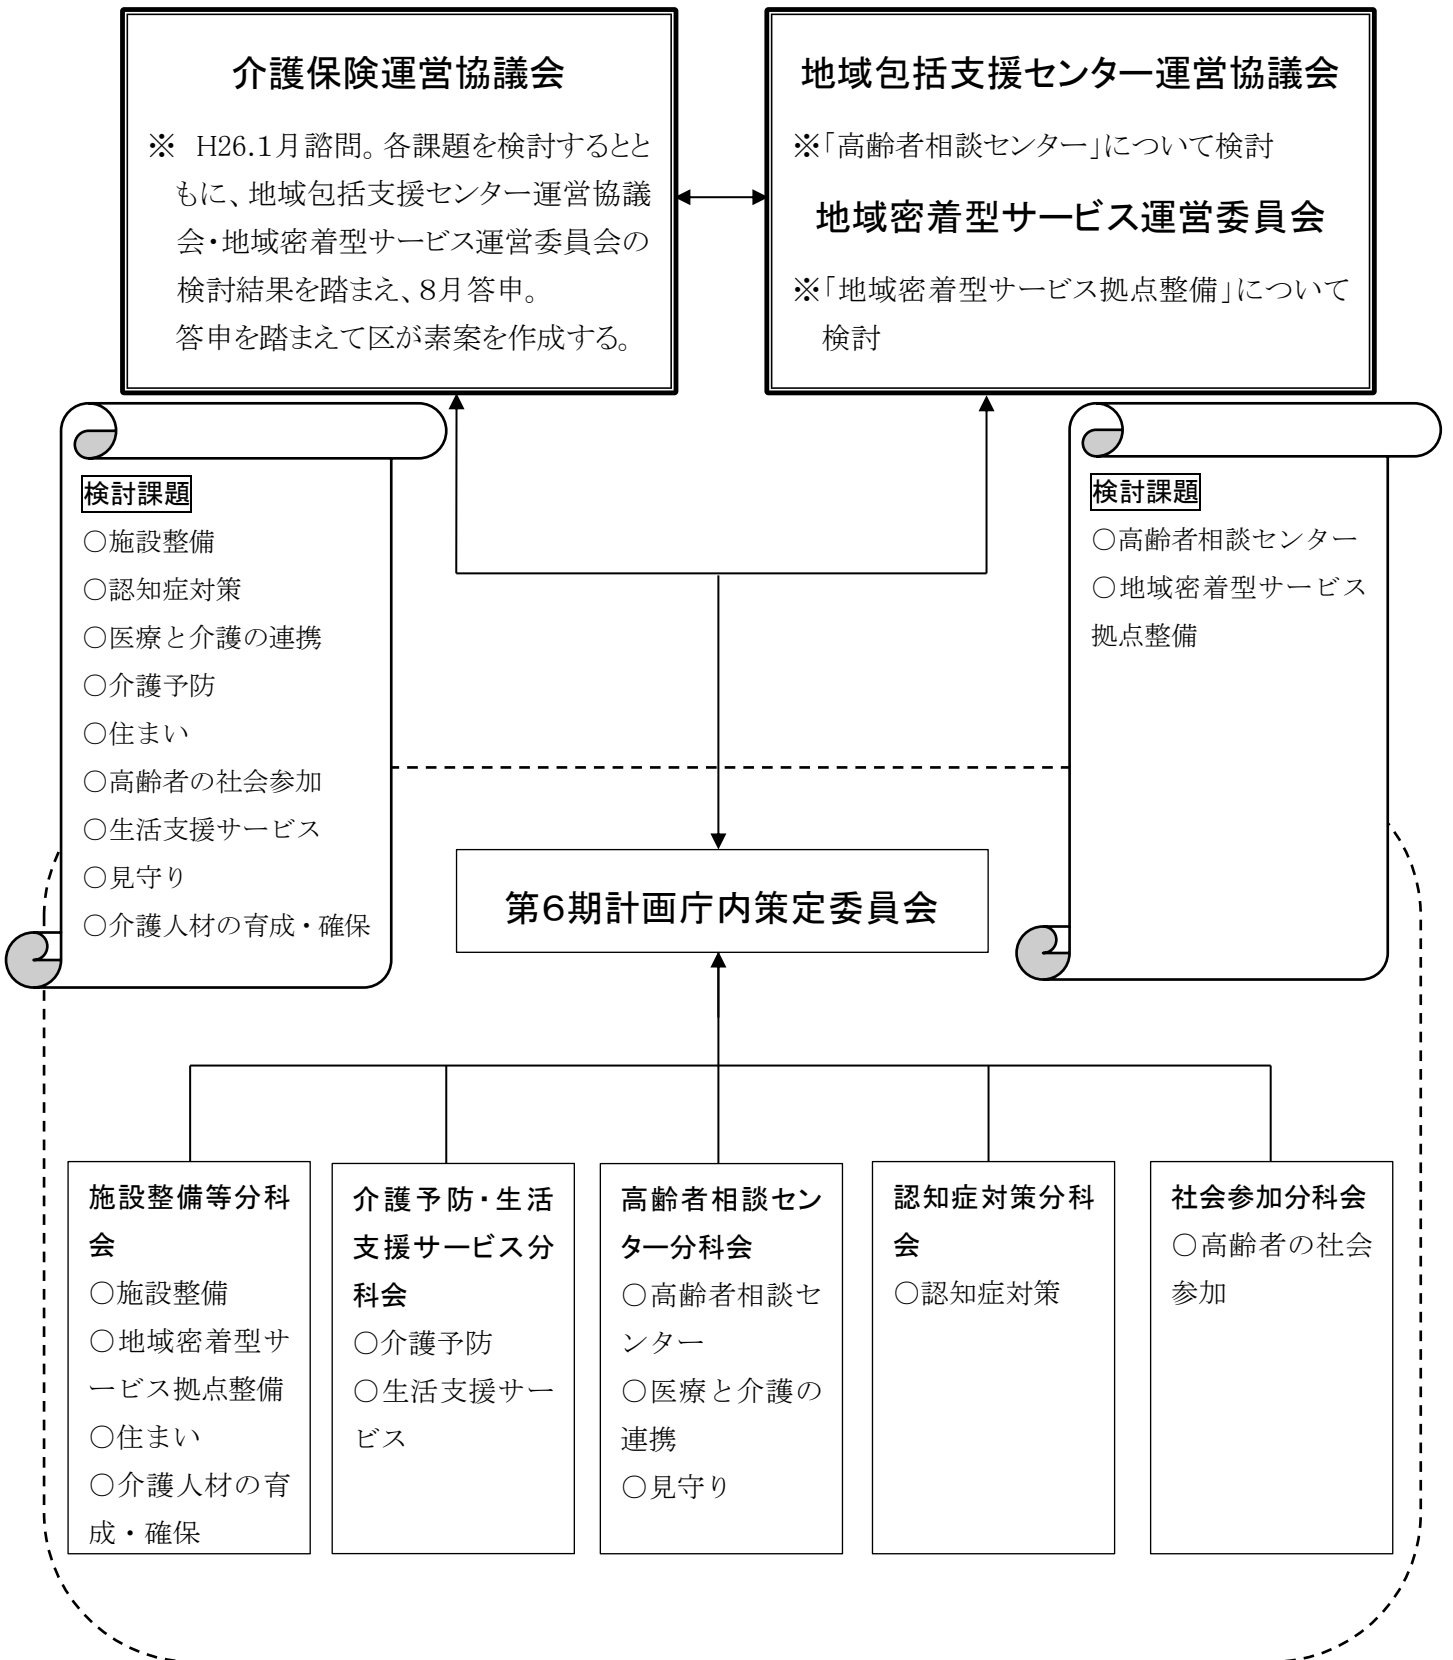 介護保険運営協議会
※　H26.1月諮問。各課題を検討するとと
もに、地域包括支援センター運営協議
会・地域密着型サービス運営委員会の
検討結果を踏まえ、8月答申。
答申を踏まえて区が素案を作成する。
地域包括支援センター運営協議会
※「高齢者相談センター」について検討
地域密着型サービス運営委員会
※「地域密着型サービス拠点整備」について
検討
検討課題
○施設整備
○認知症対策
○医療と介護の連携
○介護予防
○住まい
○高齢者の社会参加
○生活支援サービス
○見守り
○介護人材の育成・確保
検討課題
○高齢者相談センター
○地域密着型サービス
拠点整備
第6期計画庁内策定委員会
施設整備等分科
会
○施設整備
○地域密着型サ
ービス拠点整備
○住まい
○介護人材の育
成・確保
介護予防・生活
支援サービス分
科会
○介護予防
○生活支援サー
ビス
高齢者相談セン
ター分科会
○高齢者相談セ
ンター
○医療と介護の
連携
○見守り
認知症対策分科
会
○認知症対策
社会参加分科会
○高齢者の社会
参加